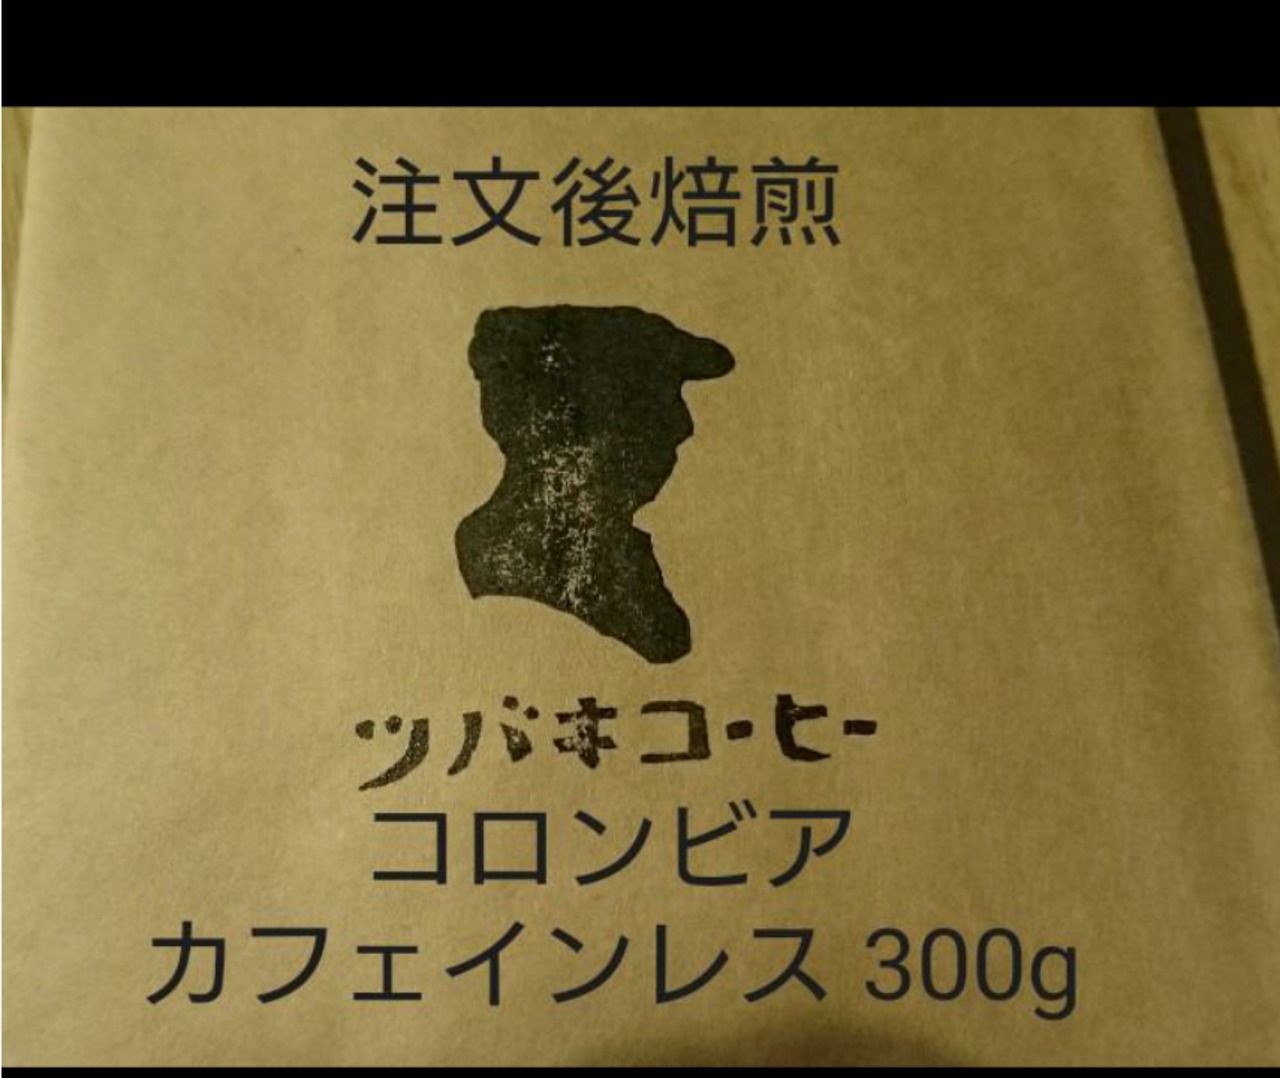 注文後焙煎
ツバキコーヒー
コロンビア
カフェインレス 300g